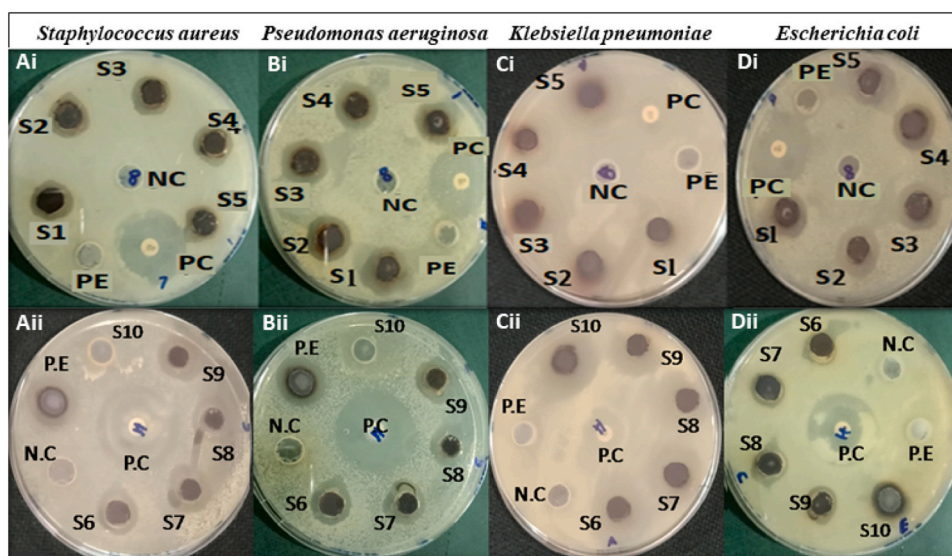 Staphylococcus aureus Pseudomonas aeruginosa Klebsiella pneumoniae Escherichia coli
Ai
S3
S2
S4
NC
S1
S5
PE
PC
7
Bi
S4
S5
PC
S3
NC
S2
S1
PE
Ci
S5
PC
S4
NC
PE
S3
S2
S1
Di
PE
S5
S4
PC
NC
S1
S3
S2
Aii
S10
P.E
S9
S8
N.C
P.C
S6
S7
Bii
S10
P.E
S9
N.C
P.C
S8
S6
S7
Cii
S10
S9
P.E
S8
P.C
N.C
S7
S6
Dii
S6
S7
N.C
S8
P.C
P.E
S9
S10